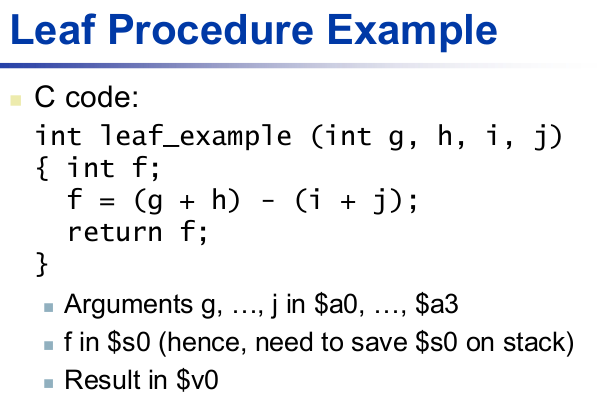 Leaf Procedure Example
C code:
int leaf_example (int g, h, i, j)
{ int f;
f = (g + h) - (i + j);
return f;
}
Arguments g, …, j in $a0, …, $a3
f in $s0 (hence, need to save $s0 on stack)
Result in $v0